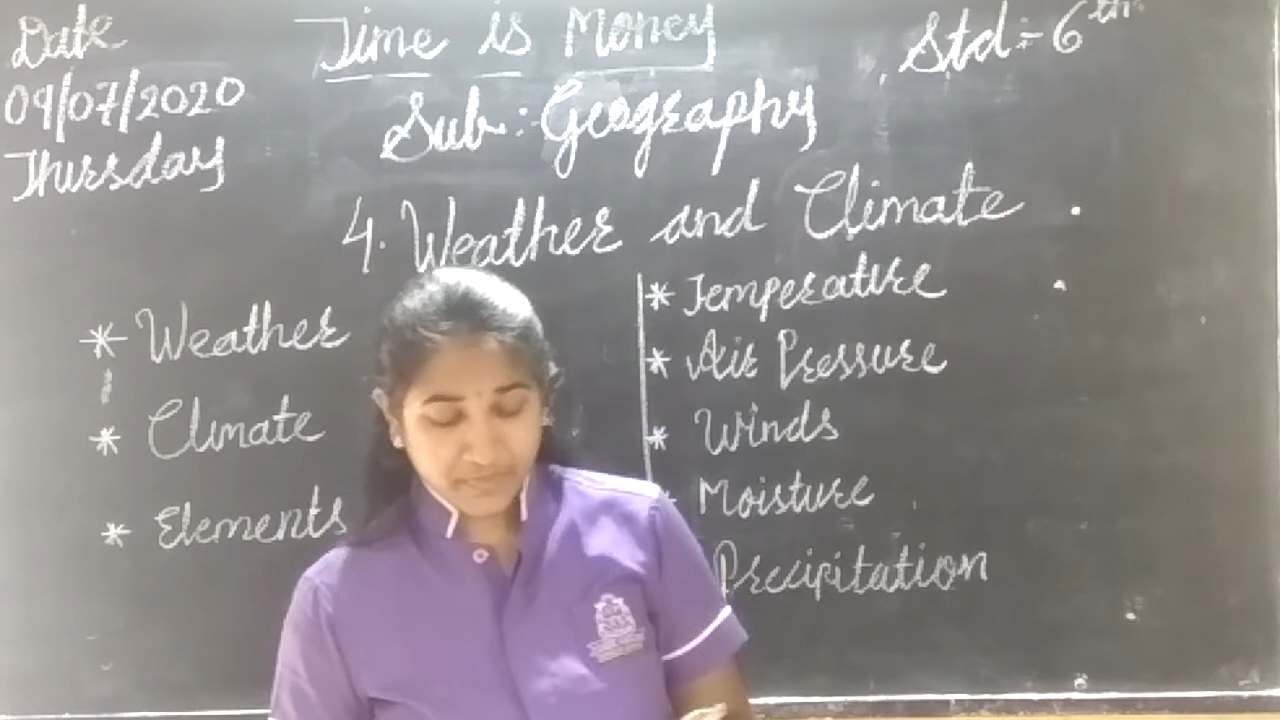 Date
09/07/2020
Thursday
Time is Money
Std:- 6th
Sub: Geography
4. Weather and Climate .
* Weather
* Climate
* Elements
* Temperature
* Air Pressure
* Winds
* Moisture
Precipitation